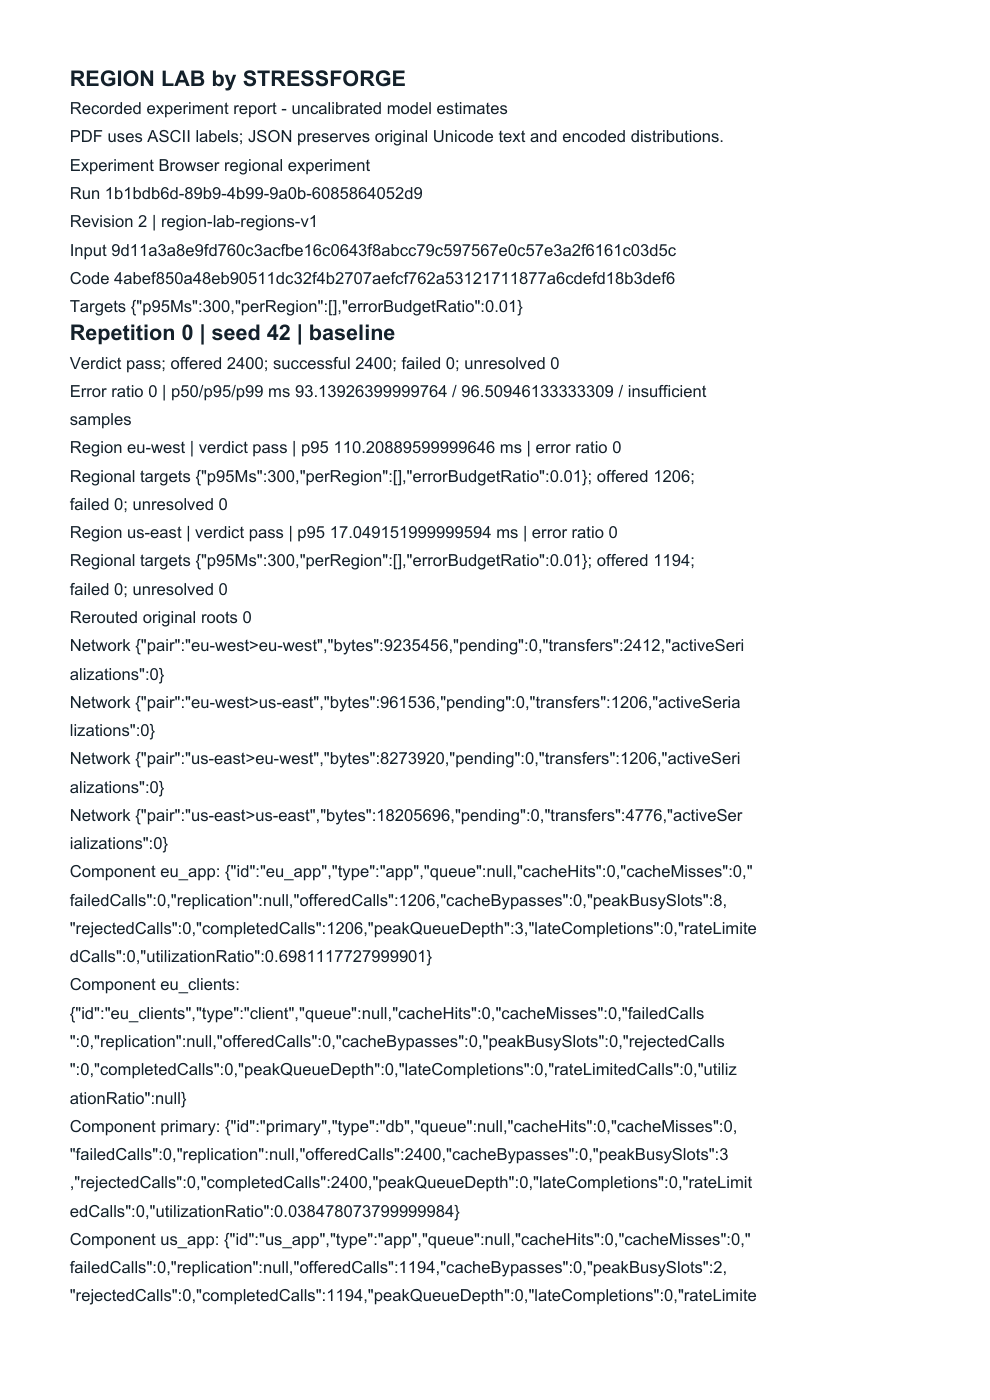 REGION LAB by STRESSFORGE
Recorded experiment report - uncalibrated model estimates
PDF uses ASCII labels; JSON preserves original Unicode text and encoded distributions.
Experiment Browser regional experiment
Run 1b1bdb6d-89b9-4b99-9a0b-6085864052d9
Revision 2 | region-lab-regions-v1
Input 9d11a3a8e9fd760c3acfbe16c0643f8abcc79c597567e0c57e3a2f6161c03d5c
Code 4abef850a48eb90511dc32f4b2707aefcf762a53121711877a6cdefd18b3def6
Targets {"p95Ms":300,"perRegion":[],"errorBudgetRatio":0.01}
Repetition 0 | seed 42 | baseline
Verdict pass; offered 2400; successful 2400; failed 0; unresolved 0
Error ratio 0 | p50/p95/p99 ms 93.13926399999764 / 96.50946133333309 / insufficient
samples
Region eu-west | verdict pass | p95 110.20889599999646 ms | error ratio 0
Regional targets {"p95Ms":300,"perRegion":[],"errorBudgetRatio":0.01}; offered 1206;
failed 0; unresolved 0
Region us-east | verdict pass | p95 17.049151999999594 ms | error ratio 0
Regional targets {"p95Ms":300,"perRegion":[],"errorBudgetRatio":0.01}; offered 1194;
failed 0; unresolved 0
Rerouted original roots 0
Network {"pair":"eu-west>eu-west","bytes":9235456,"pending":0,"transfers":2412,"activeSeri
alizations":0}
Network {"pair":"eu-west>us-east","bytes":961536,"pending":0,"transfers":1206,"activeSeria
lizations":0}
Network {"pair":"us-east>eu-west","bytes":8273920,"pending":0,"transfers":1206,"activeSeri
alizations":0}
Network {"pair":"us-east>us-east","bytes":18205696,"pending":0,"transfers":4776,"activeSer
ializations":0}
Component eu_app: {"id":"eu_app","type":"app","queue":null,"cacheHits":0,"cacheMisses":0,"
failedCalls":0,"replication":null,"offeredCalls":1206,"cacheBypasses":0,"peakBusySlots":8,
"rejectedCalls":0,"completedCalls":1206,"peakQueueDepth":3,"lateCompletions":0,"rateLimite
dCalls":0,"utilizationRatio":0.6981117727999901}
Component eu_clients:
{"id":"eu_clients","type":"client","queue":null,"cacheHits":0,"cacheMisses":0,"failedCalls
":0,"replication":null,"offeredCalls":0,"cacheBypasses":0,"peakBusySlots":0,"rejectedCalls
":0,"completedCalls":0,"peakQueueDepth":0,"lateCompletions":0,"rateLimitedCalls":0,"utiliz
ationRatio":null}
Component primary: {"id":"primary","type":"db","queue":null,"cacheHits":0,"cacheMisses":0,
"failedCalls":0,"replication":null,"offeredCalls":2400,"cacheBypasses":0,"peakBusySlots":3
,"rejectedCalls":0,"completedCalls":2400,"peakQueueDepth":0,"lateCompletions":0,"rateLimit
edCalls":0,"utilizationRatio":0.038478073799999984}
Component us_app: {"id":"us_app","type":"app","queue":null,"cacheHits":0,"cacheMisses":0,"
failedCalls":0,"replication":null,"offeredCalls":1194,"cacheBypasses":0,"peakBusySlots":2,
"rejectedCalls":0,"completedCalls":1194,"peakQueueDepth":0,"lateCompletions":0,"rateLimite